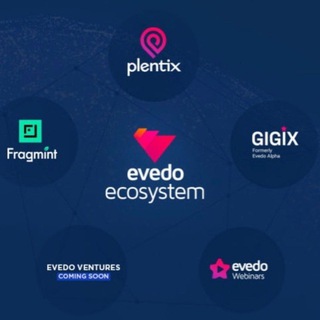 plentix
Fragmint
GIGIX
Formerly
Evedo Alpha
evedo
ecosystem
EVEDO VENTURES
COMING SOON
evedo
Webinars